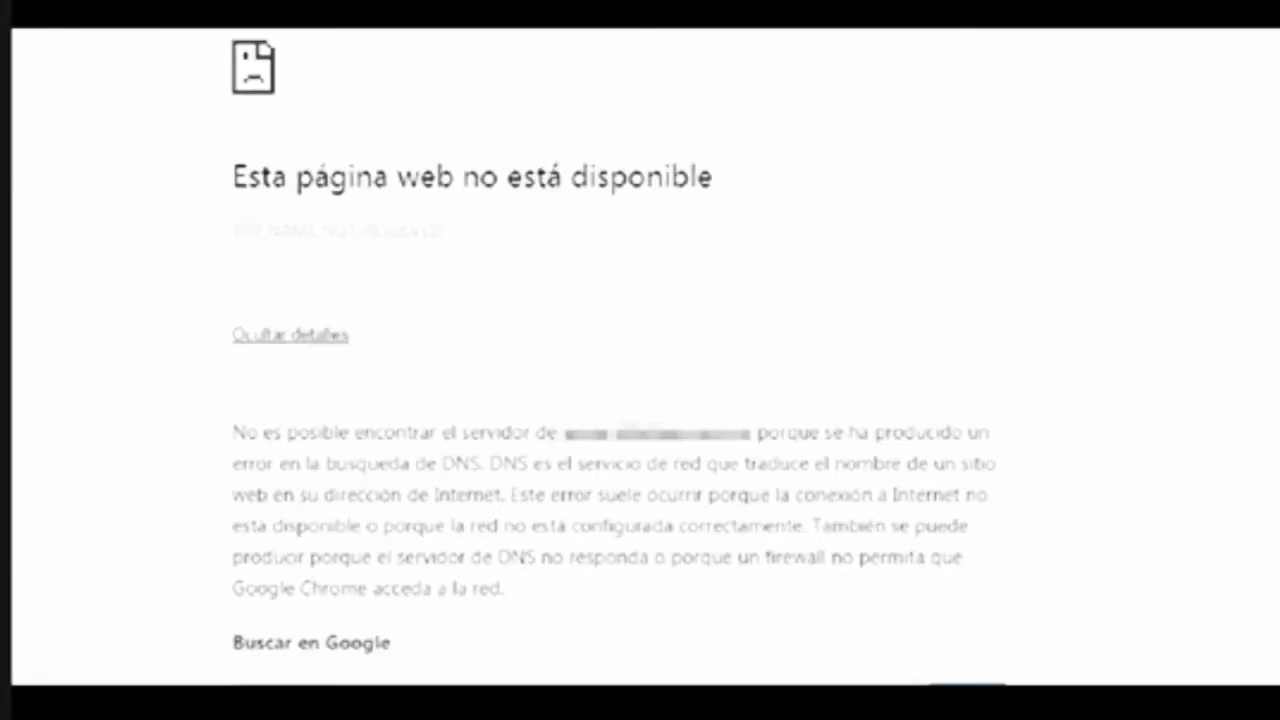 Esta página web no está disponible
ERR_NAME_NOT_RESOLVED
Ocultar detalles
No es posible encontrar el servidor de porque se ha producido un
error en la búsqueda de DNS. DNS es el servicio de red que traduce el nombre de un sitio
web en su dirección de Internet. Este error suele ocurrir porque la conexión a Internet no
está disponible o porque la red no está configurada correctamente. También se puede
producir porque el servidor de DNS no responda o porque un firewall no permita que
Google Chrome acceda a la red.
Buscar en Google